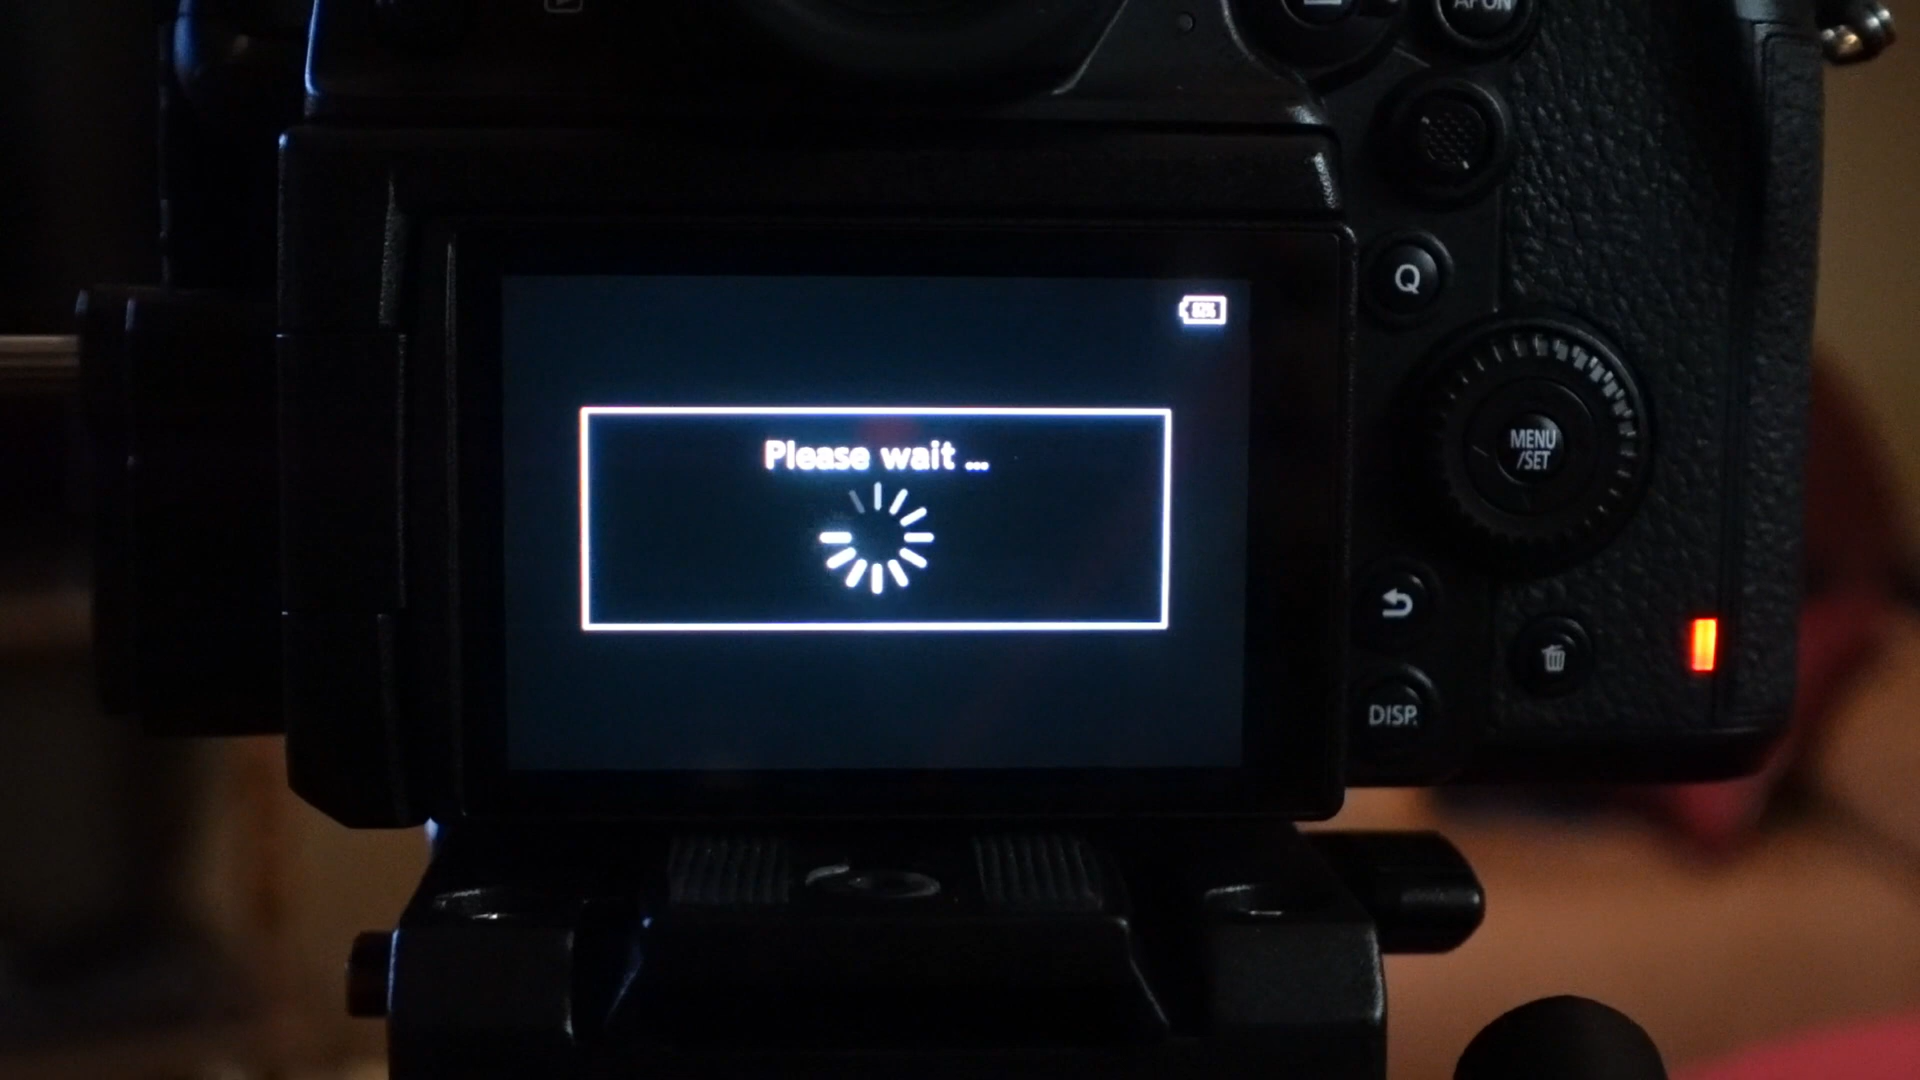 Q
Please wait ...
MENU
/SET
DISP.